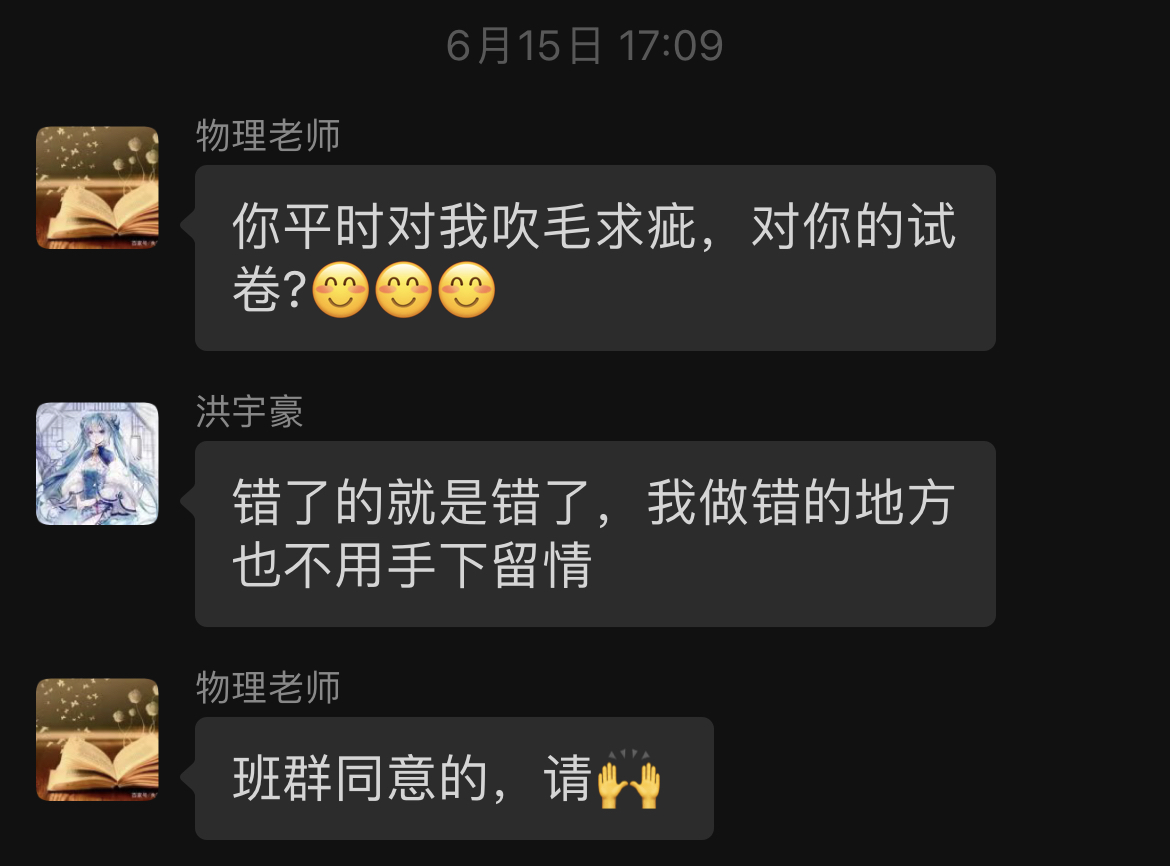 6月15日 17:09
物理老师
你平时对我吹毛求疵，对你的试
卷?😊😊😊
洪宇豪
错了的就是错了，我做错的地方
也不用手下留情
物理老师
班群同意的，请🙌